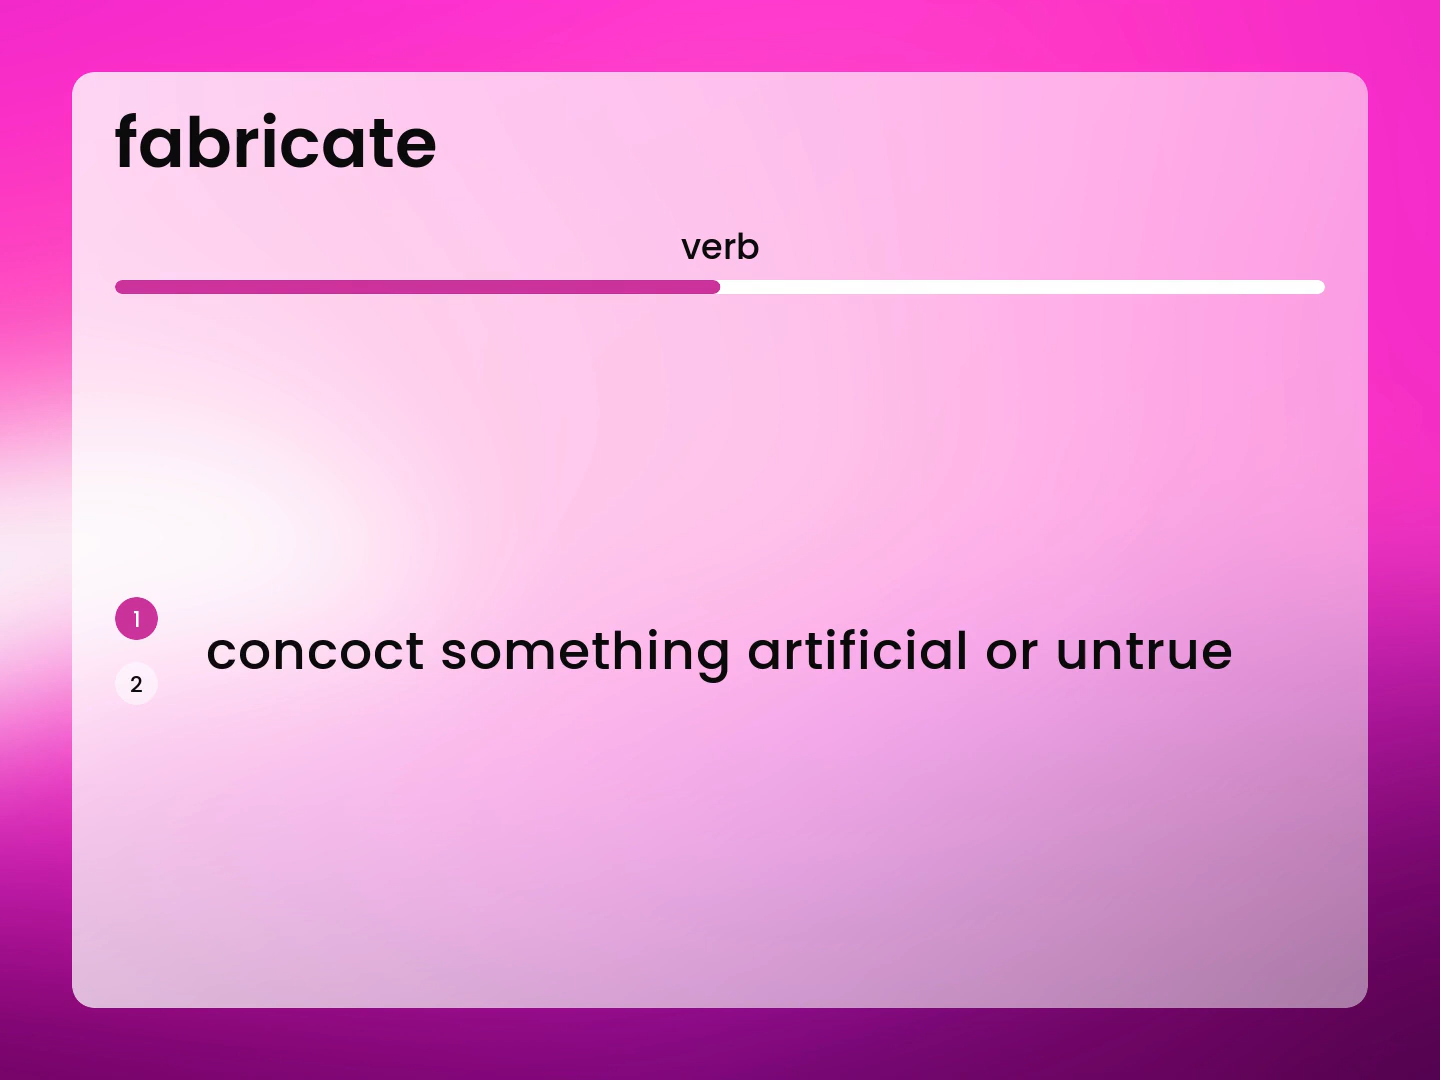 fabricate
verb
1
concoct something artificial or untrue
2